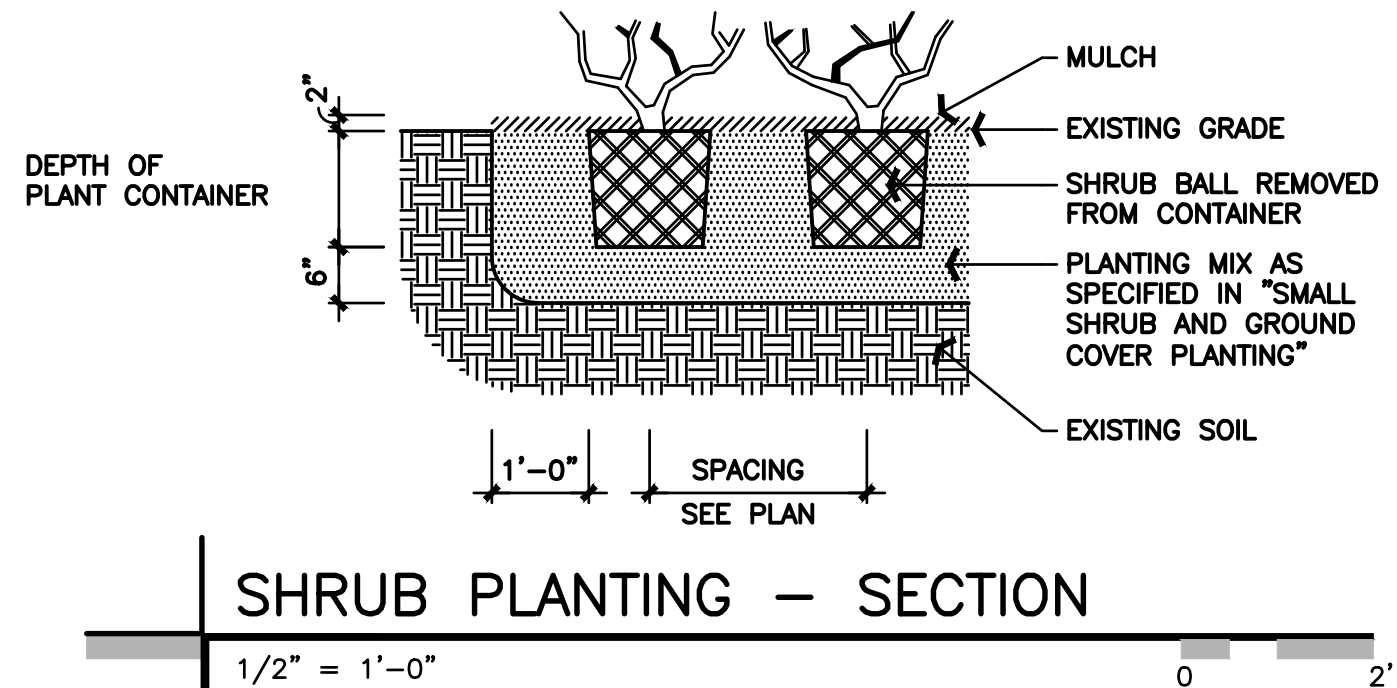 2"
DEPTH OF
PLANT CONTAINER
6"
MULCH
EXISTING GRADE
SHRUB BALL REMOVED
FROM CONTAINER
PLANTING MIX AS
SPECIFIED IN "SMALL
SHRUB AND GROUND
COVER PLANTING"
EXISTING SOIL
1'-0"
SPACING
SEE PLAN
SHRUB PLANTING - SECTION
1/2" = 1'-0"
0
2'